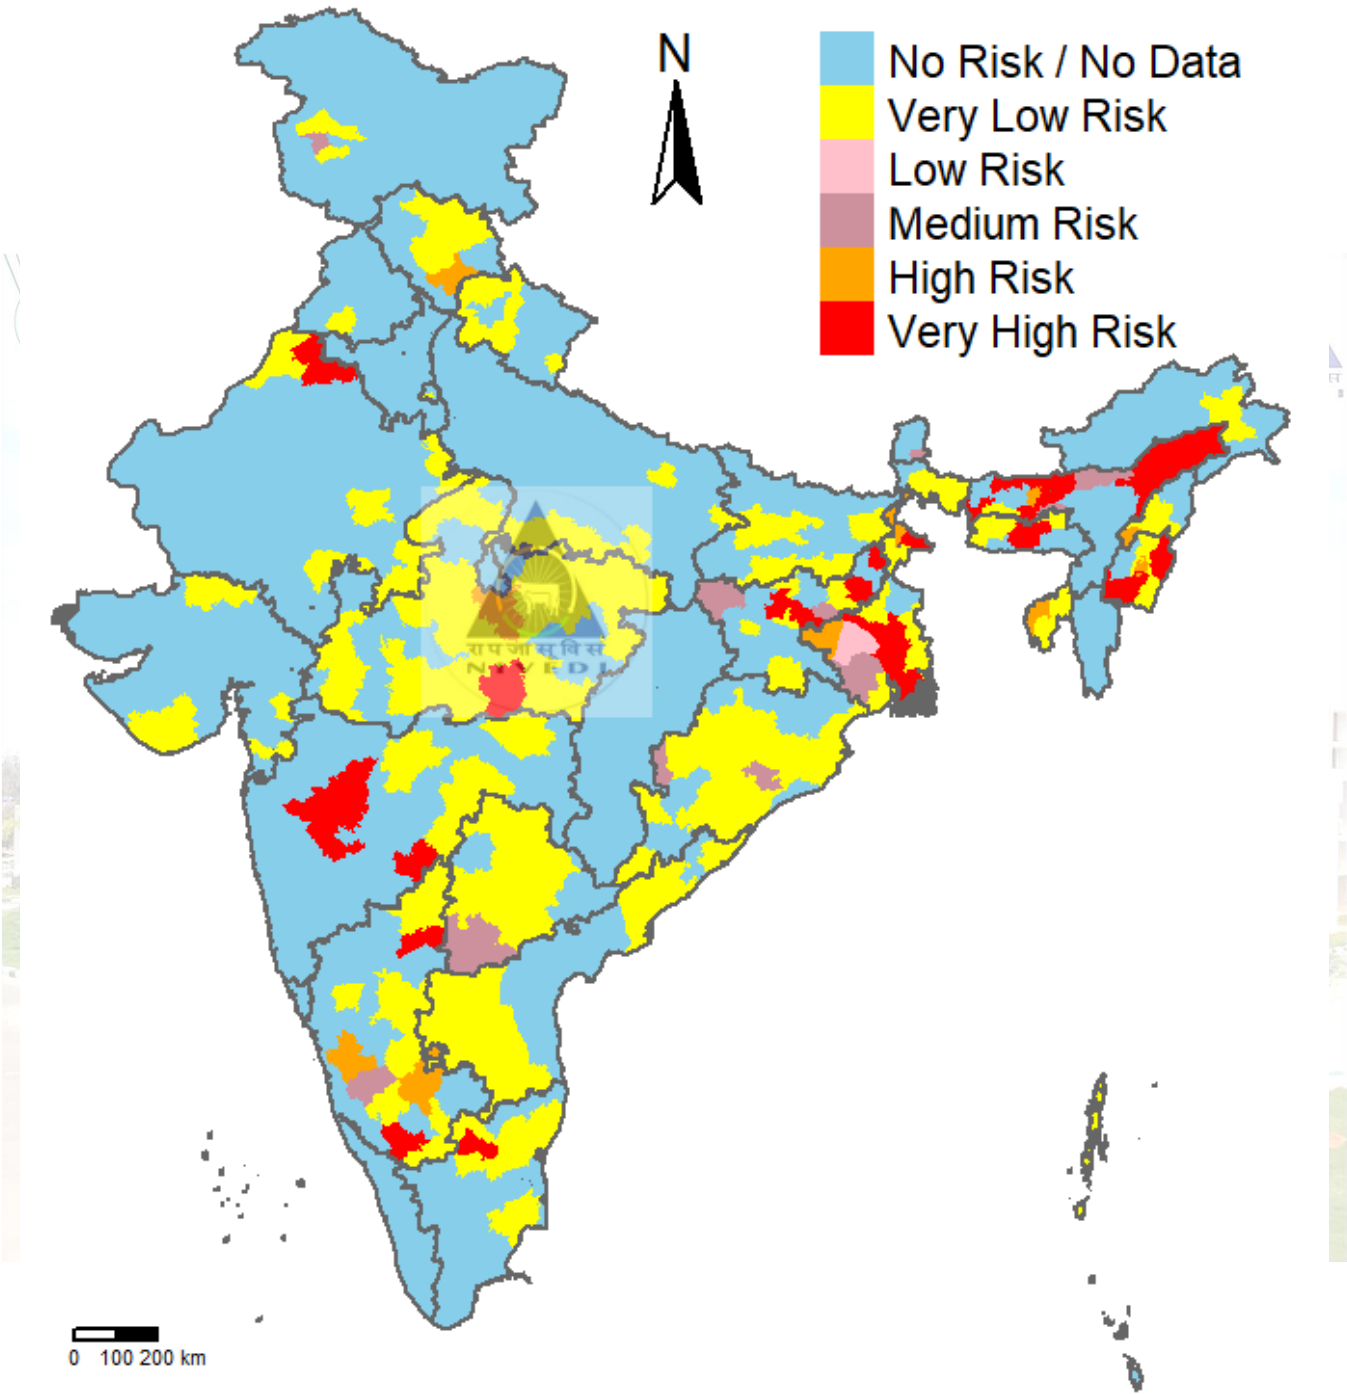 N
No Risk / No Data
Very Low Risk
Low Risk
Medium Risk
High Risk
Very High Risk
रा प जा सू वि सं
NIVEDI
0 100 200 km